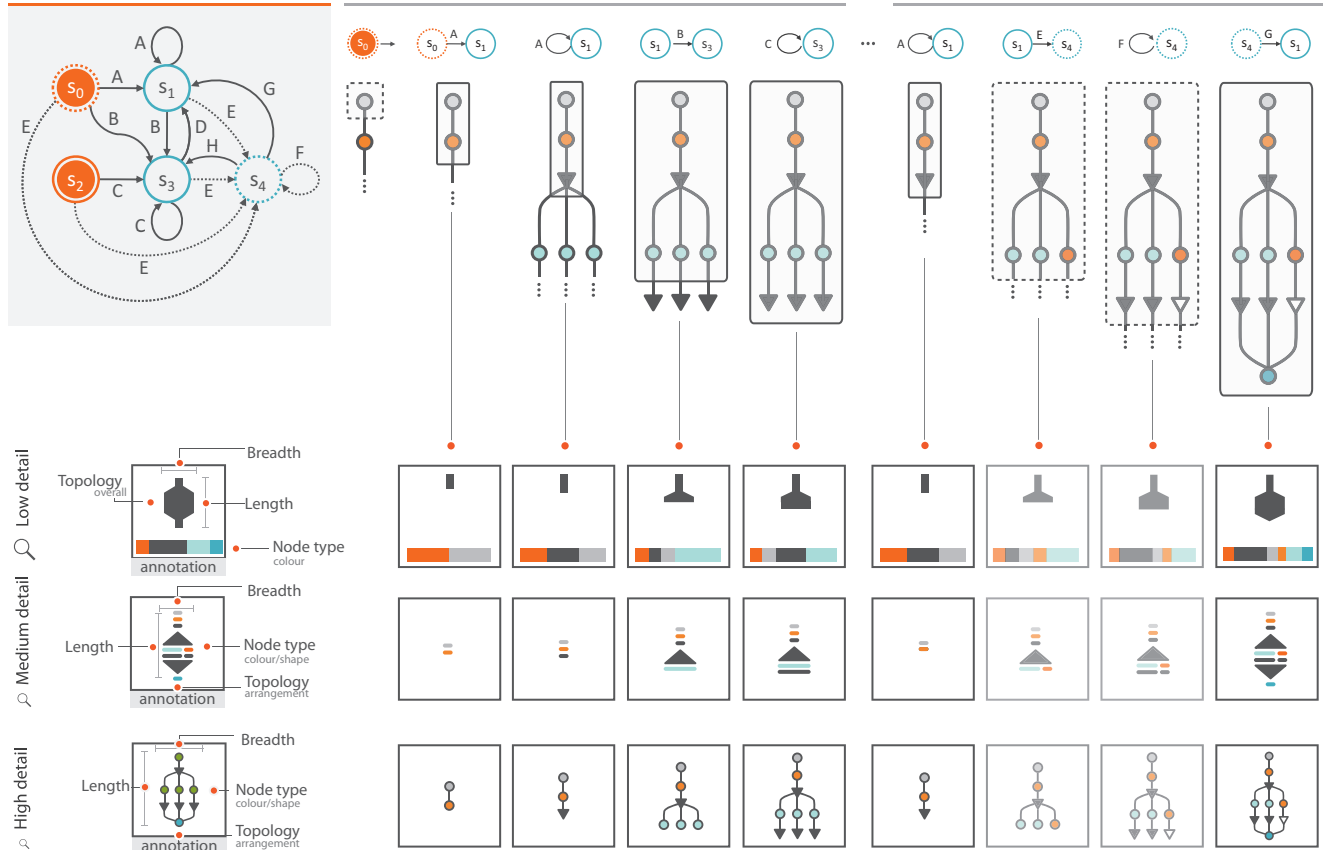 A
s0
A
s1
G
E
B
E
B
D
H
F
s2
C
s3
E
s4
C
E
s0
s0 A s1
A s1
s1 B s3
C s3
...
A s1
s1 E s4
F s4
s4 G s1
Low detail
Breadth
Topology
overall
Length
Node type
colour
annotation
Medium detail
Breadth
Length
Node type
colour/shape
Topology
arrangement
annotation
High detail
Breadth
Length
Node type
colour/shape
Topology
arrangement
annotation